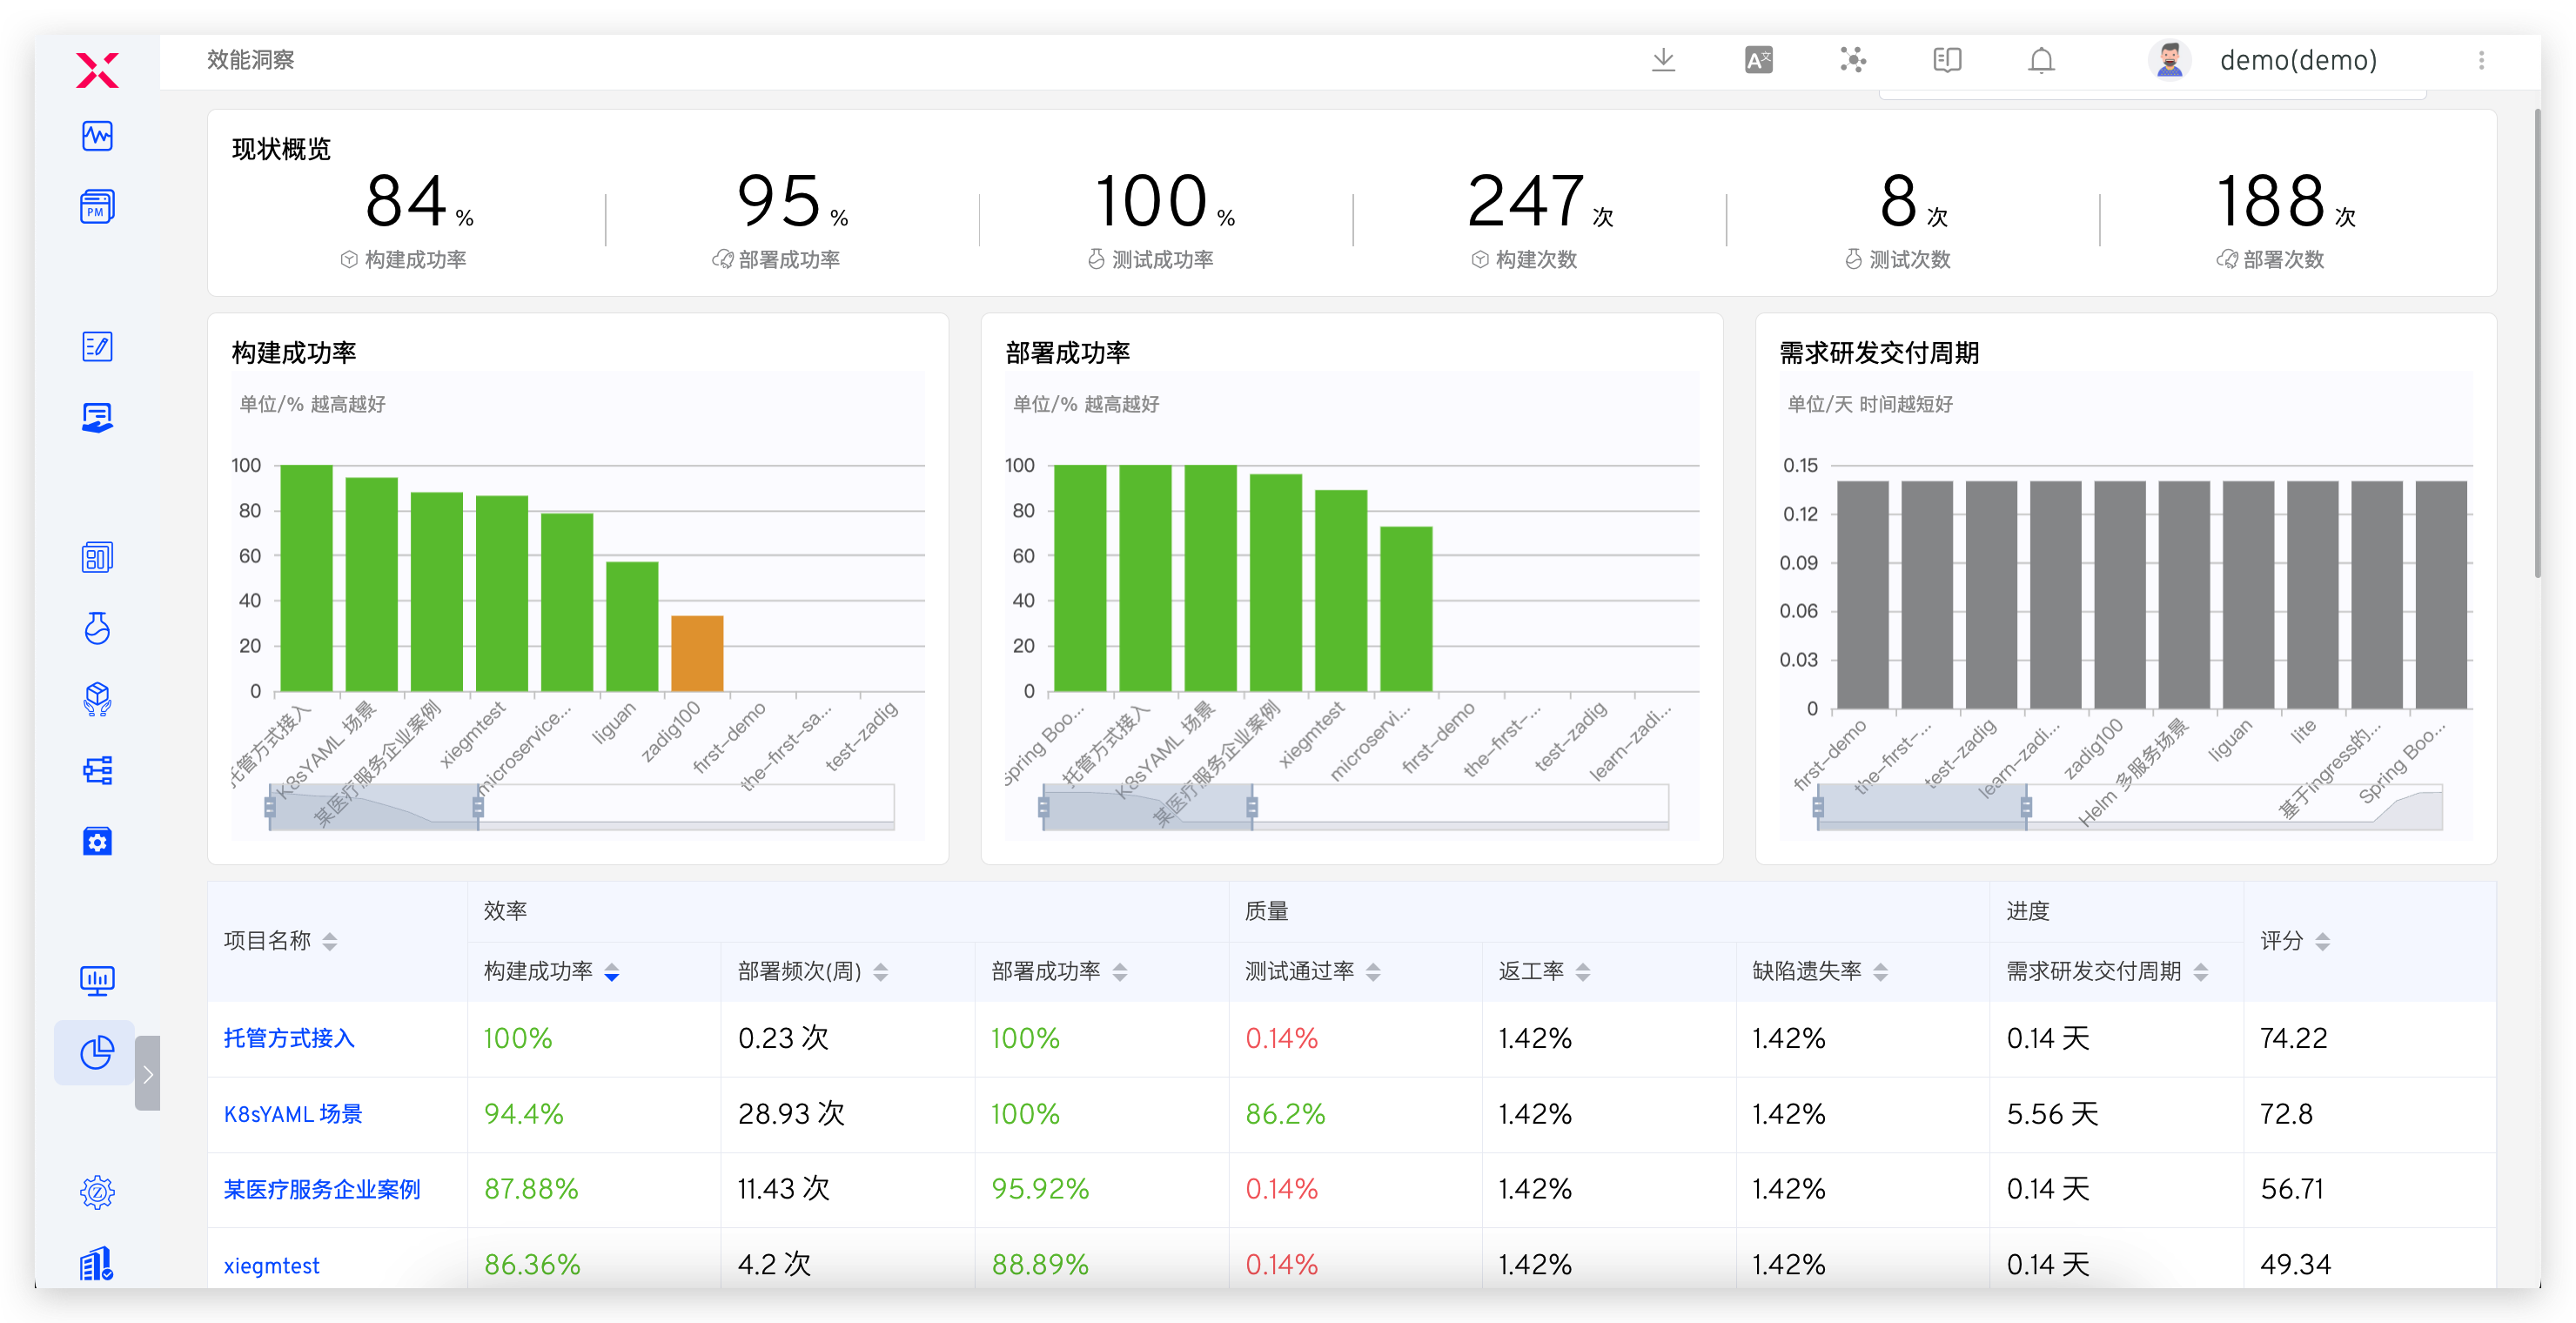 效能洞察
demo(demo)
PM
现状概览
84 %
95 %
100 %
247 次
8 次
188 次
构建成功率
部署成功率
测试成功率
构建次数
测试次数
部署次数
构建成功率
单位/% 越高越好
100
80
60
40
20
0
托管方式接入
K8sYAML 场景
某医疗服务企业案例
xiegmtest
microservice...
liguan
zadig100
first-demo
the-first-sa...
test-zadig
部署成功率
单位/% 越高越好
100
80
60
40
20
0
Spring Boo...
托管方式接入
K8sYAML 场景
某医疗服务企业案例
xiegmtest
microservi...
first-demo
the-first-...
test-zadig
learn-zadi...
需求研发交付周期
单位/天 时间越短好
0.15
0.12
0.09
0.06
0.03
0
first-demo
the-first-...
test-zadig
learn-zadi...
zadig100
Helm 多服务场景
liguan
lite
基于ingress的...
Spring Boo...
项目名称 效率 质量 进度 评分
构建成功率 部署频次(周) 部署成功率 测试通过率 返工率 缺陷遗失率 需求研发交付周期
托管方式接入 100% 0.23 次 100% 0.14% 1.42% 1.42% 0.14 天 74.22
K8sYAML 场景 94.4% 28.93 次 100% 86.2% 1.42% 1.42% 5.56 天 72.8
某医疗服务企业案例 87.88% 11.43 次 95.92% 0.14% 1.42% 1.42% 0.14 天 56.71
xiegmtest 86.36% 4.2 次 88.89% 0.14% 1.42% 1.42% 0.14 天 49.34